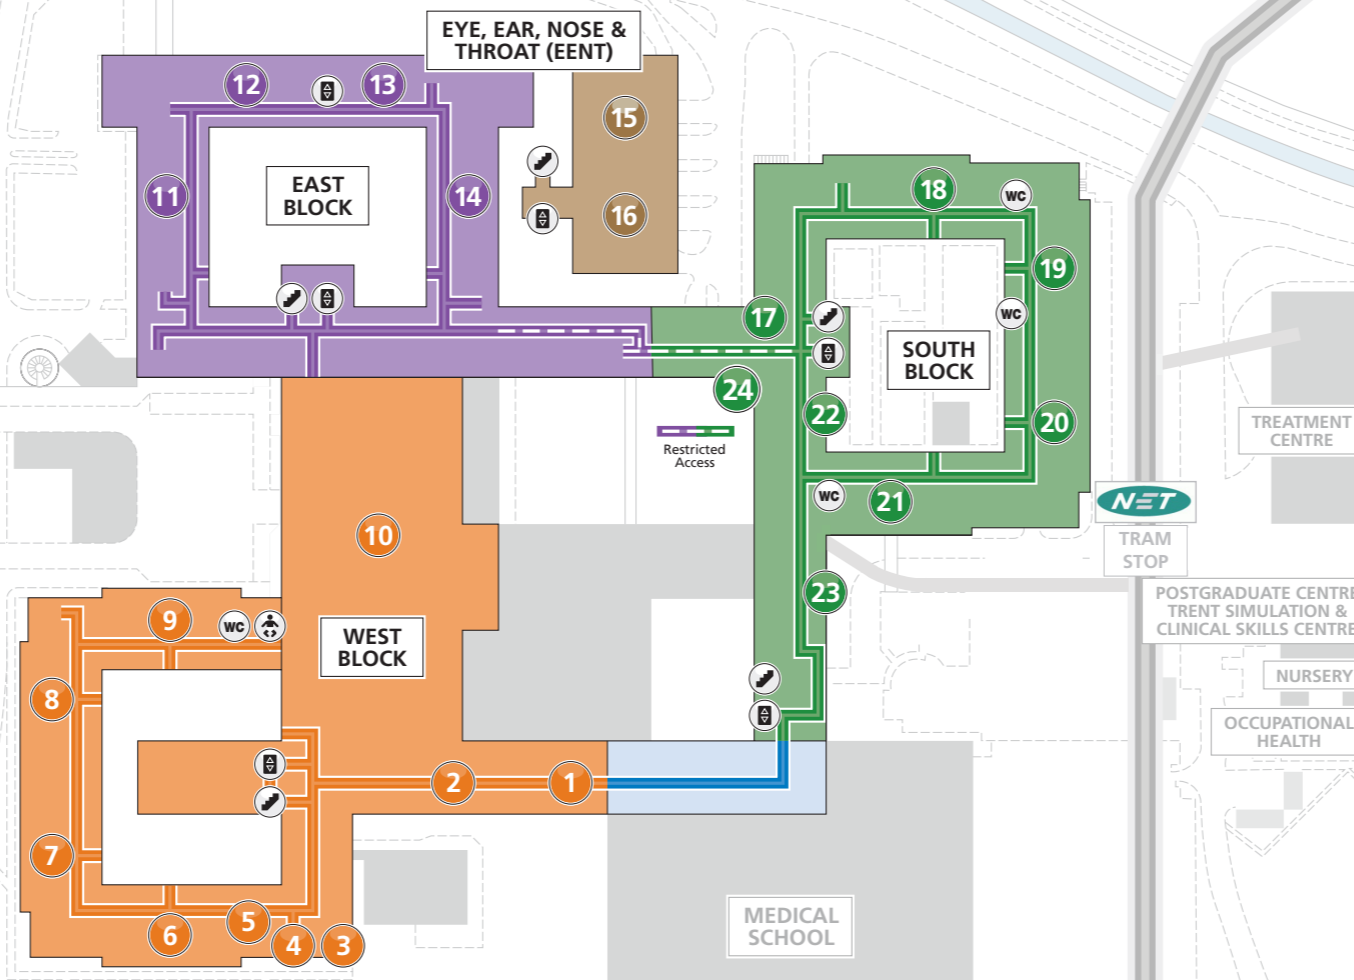 EYE, EAR, NOSE &
THROAT (EENT)
12
13
15
11
EAST
BLOCK
14
16
18
WC
19
17
WC
SOUTH
BLOCK
24
22
20
Restricted
Access
TREATMENT
CENTRE
WC
21
NET
TRAM
STOP
10
23
POSTGRADUATE CENTRE
TRENT SIMULATION &
CLINICAL SKILLS CENTRE
9
WC
WEST
BLOCK
NURSERY
8
OCCUPATIONAL
HEALTH
2
1
7
5
6
4
3
MEDICAL
SCHOOL